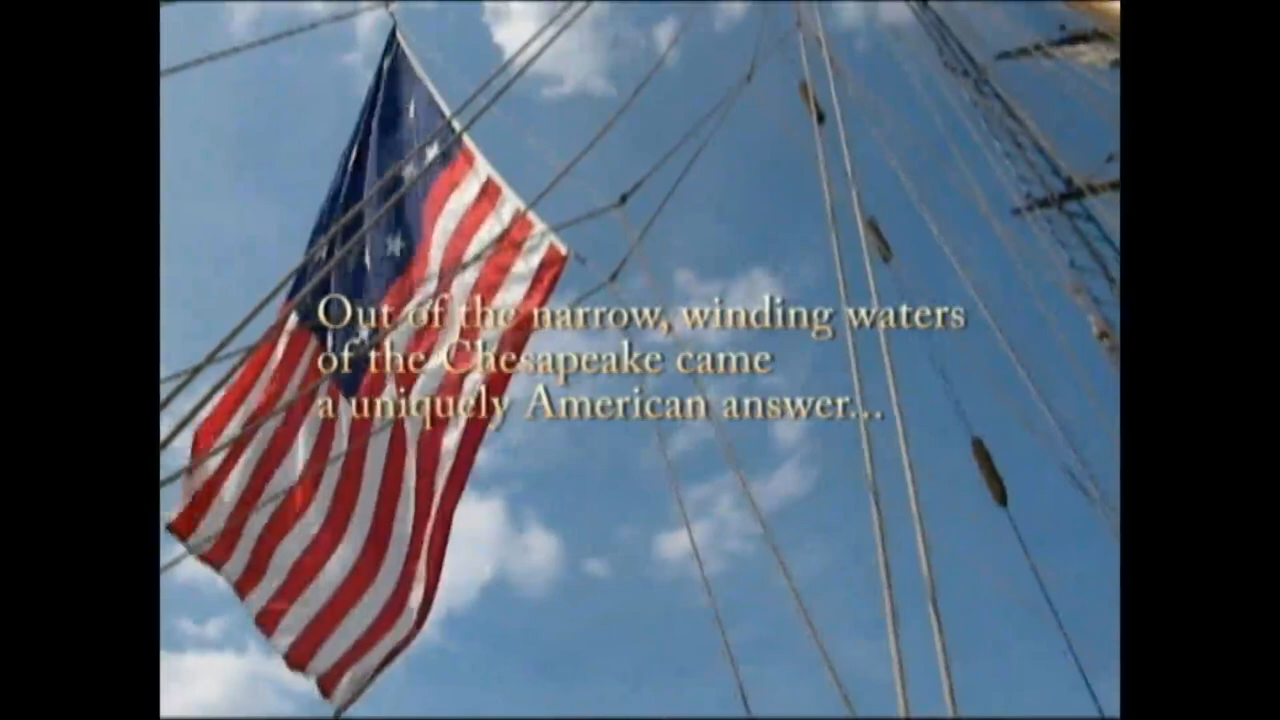 Out of the narrow, winding waters
of the Chesapeake came
a uniquely American answer...